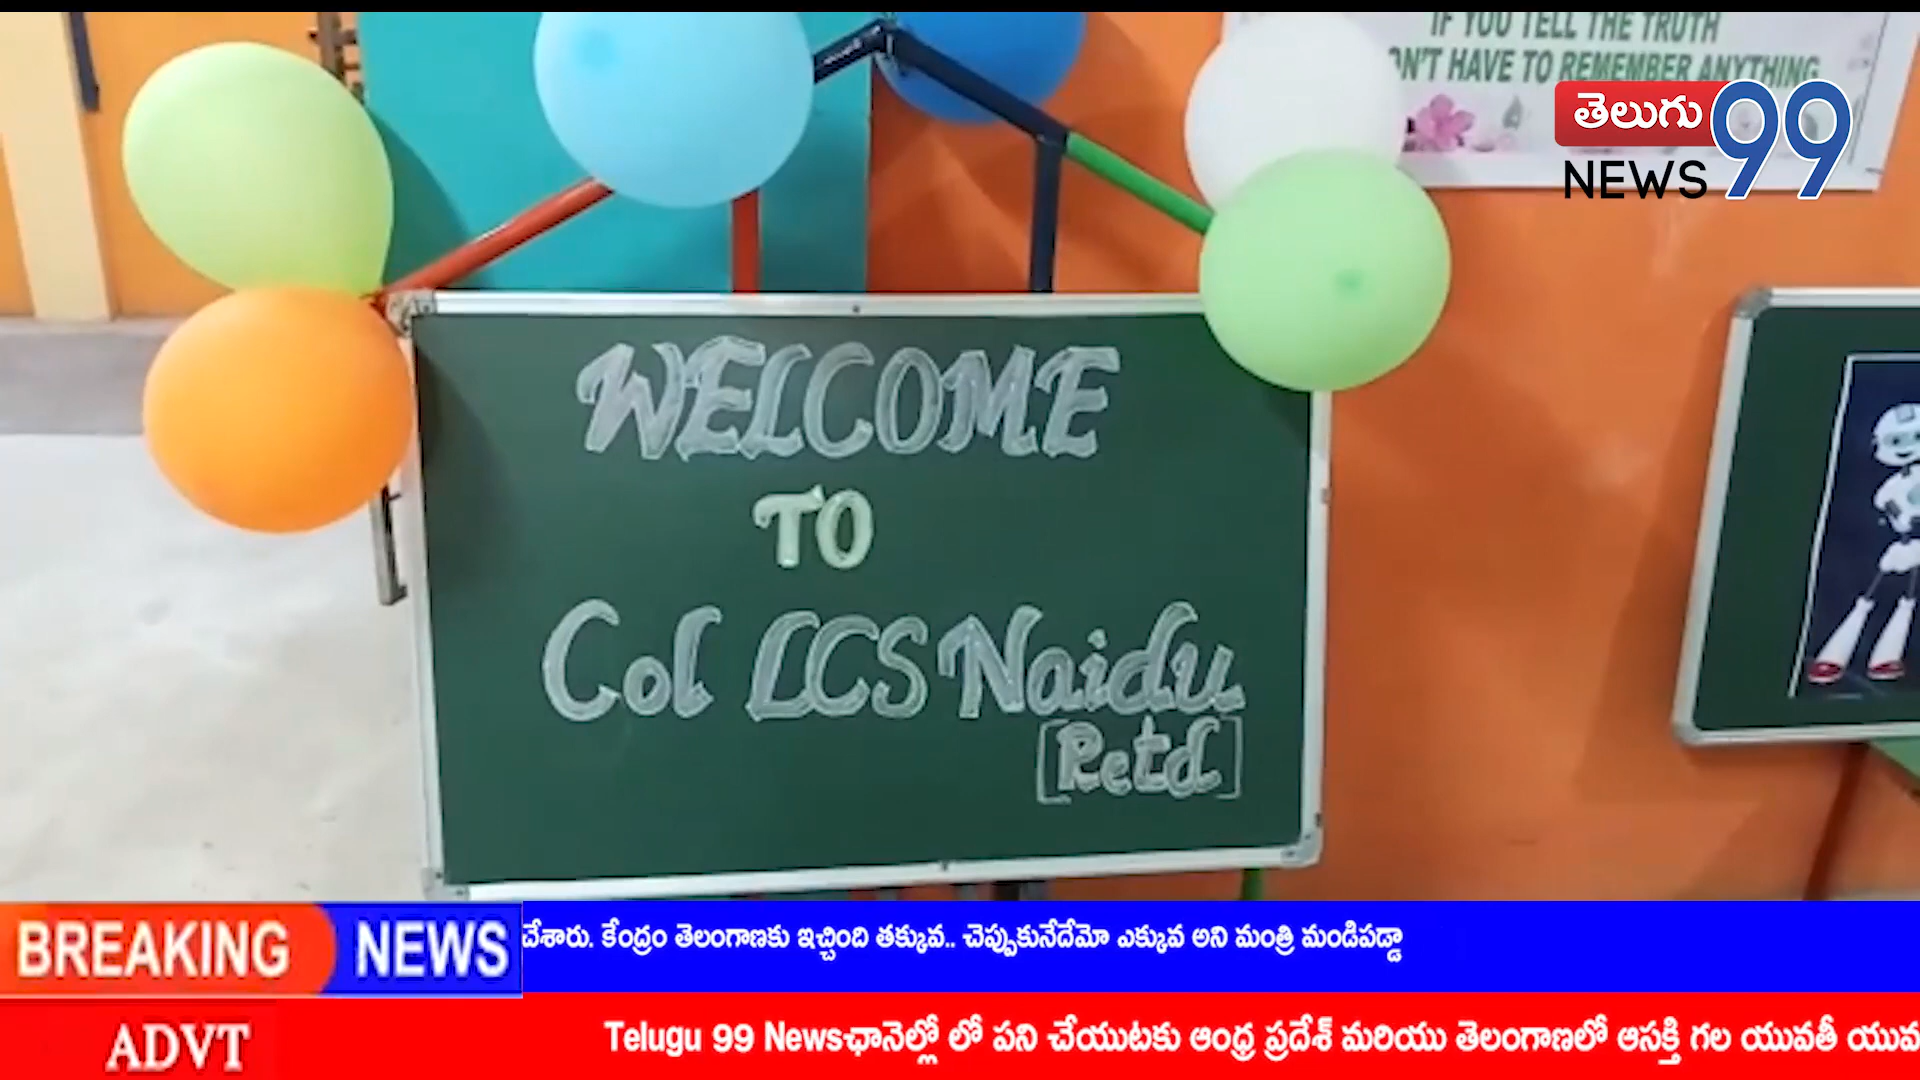 IF YOU TELL THE TRUTH
HAVE TO REMEMBER ANYTHING
తెలుగు 99
NEWS
WELCOME
TO
Col LCS Naidu
[Retd]
BREAKING NEWS చేశారు. కేంద్రం తెలంగాణకు ఇచ్చింది తక్కువ.. చెప్పుకునేదేమో ఎక్కువ అని మంత్రి మండిపడ్డా
ADVT Telugu 99 Newsఛానెల్లో లో పని చేయుటకు ఆంధ్ర ప్రదేశ్ మరియు తెలంగాణలో ఆసక్తి గల యువతీ యువ